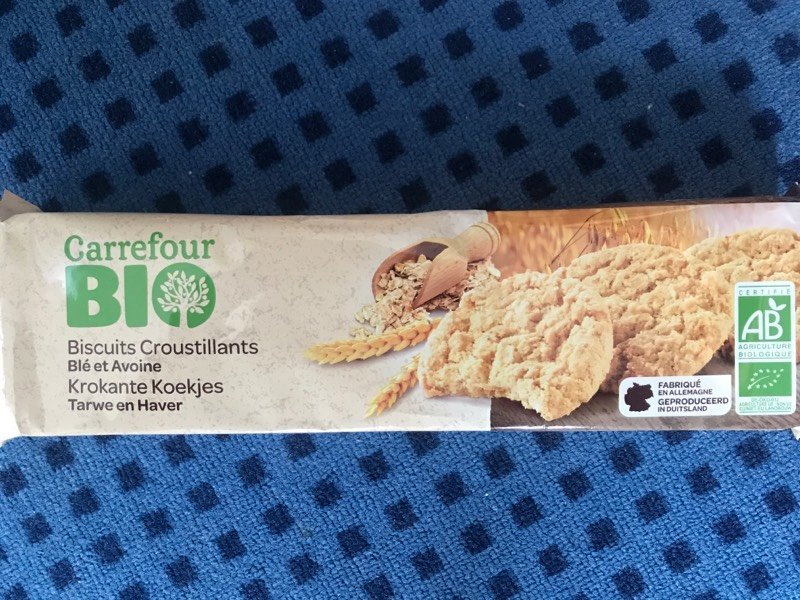 Carrefour
BIO
Biscuits Croustillants
Blé et Avoine
Krokante Koekjes
Tarwe en Haver
FABRIQUÉ
EN ALLEMAGNE
GEPRODUCEERD
IN DUITSLAND
CERTIFIÉ
AB
AGRICULTURE
BIOLOGIQUE